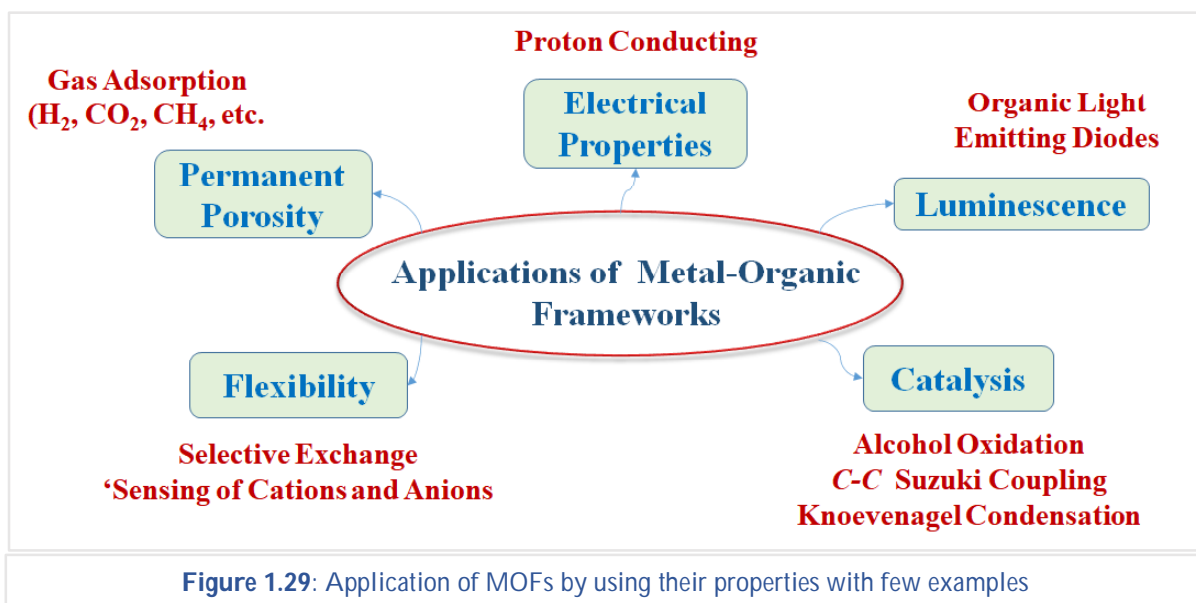 Proton Conducting
Gas Adsorption
(H₂, CO₂, CH₄, etc.
Electrical
Properties
Organic Light
Emitting Diodes
Permanent
Porosity
Luminescence
Applications of Metal-Organic
Frameworks
Flexibility
Catalysis
Selective Exchange
‘Sensing of Cations and Anions
Alcohol Oxidation
C-C Suzuki Coupling
Knoevenagel Condensation
Figure 1.29: Application of MOFs by using their properties with few examples